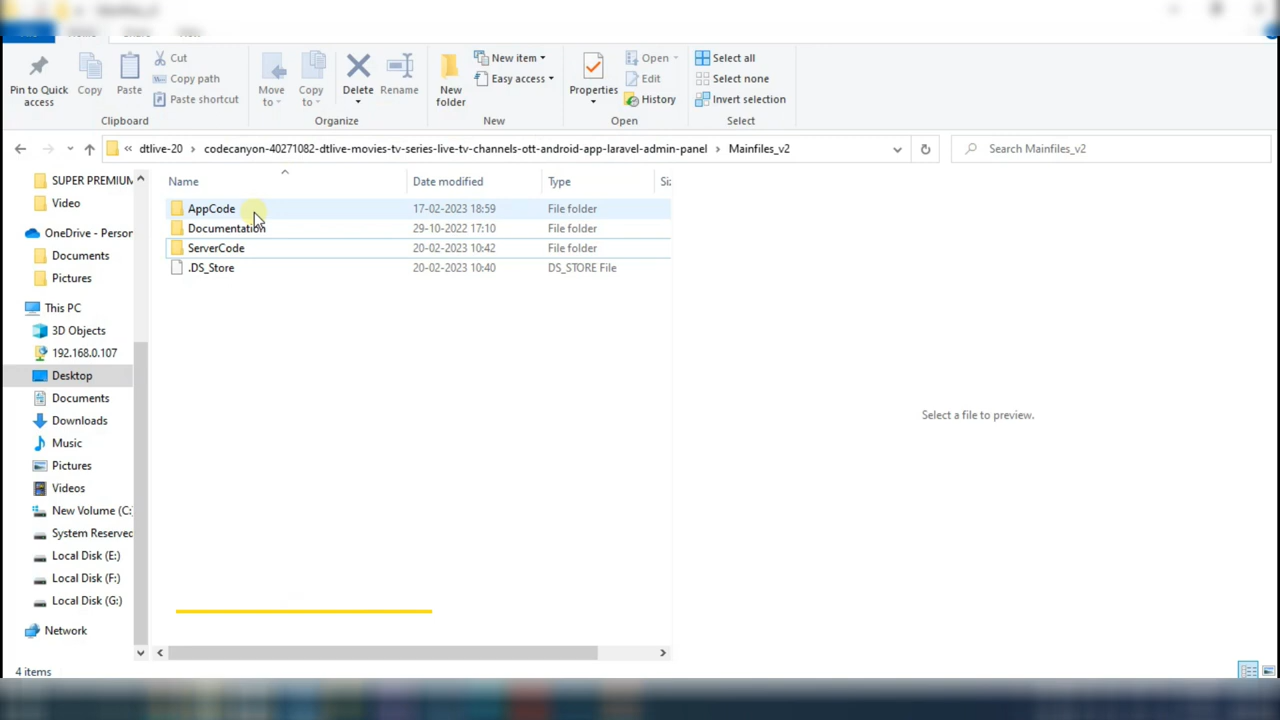 Cut
Copy path
Paste shortcut
Pin to Quick access
Copy
Paste
Clipboard
Move to
Copy to
Delete
Rename
Organize
New folder
New item
Easy access
New
Properties
Open
Edit
History
Open
Select all
Select none
Invert selection
Select
« dtlive-20 › codecanyon-40271082-dtlive-movies-tv-series-live-tv-channels-ott-android-app-laravel-admin-panel › Mainfiles_v2
Search Mainfiles_v2
SUPER PREMIUM
Video
OneDrive - Person
Documents
Pictures
This PC
3D Objects
192.168.0.107
Desktop
Documents
Downloads
Music
Pictures
Videos
New Volume (C:
System Reserved
Local Disk (E:)
Local Disk (F:)
Local Disk (G:)
Network
Name Date modified Type Si
AppCode 17-02-2023 18:59 File folder
Documentation 29-10-2022 17:10 File folder
ServerCode 20-02-2023 10:42 File folder
.DS_Store 20-02-2023 10:40 DS_STORE File
Select a file to preview.
4 items